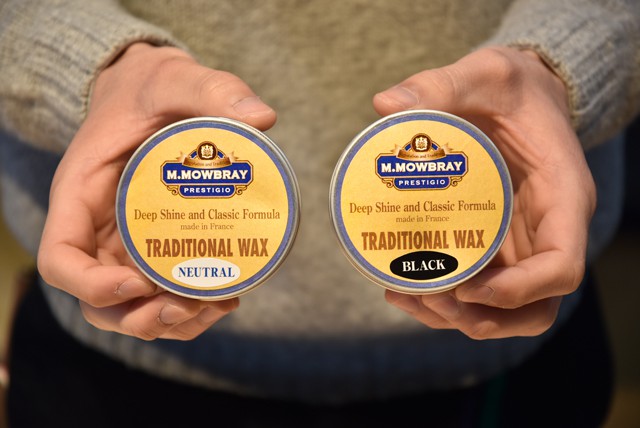 M.MOWBRAY
PRESTIGIO
Deep Shine and Classic Formula
made in France
TRADITIONAL WAX
NEUTRAL
M.MOWBRAY
PRESTIGIO
Deep Shine and Classic Formula
made in France
TRADITIONAL WAX
BLACK